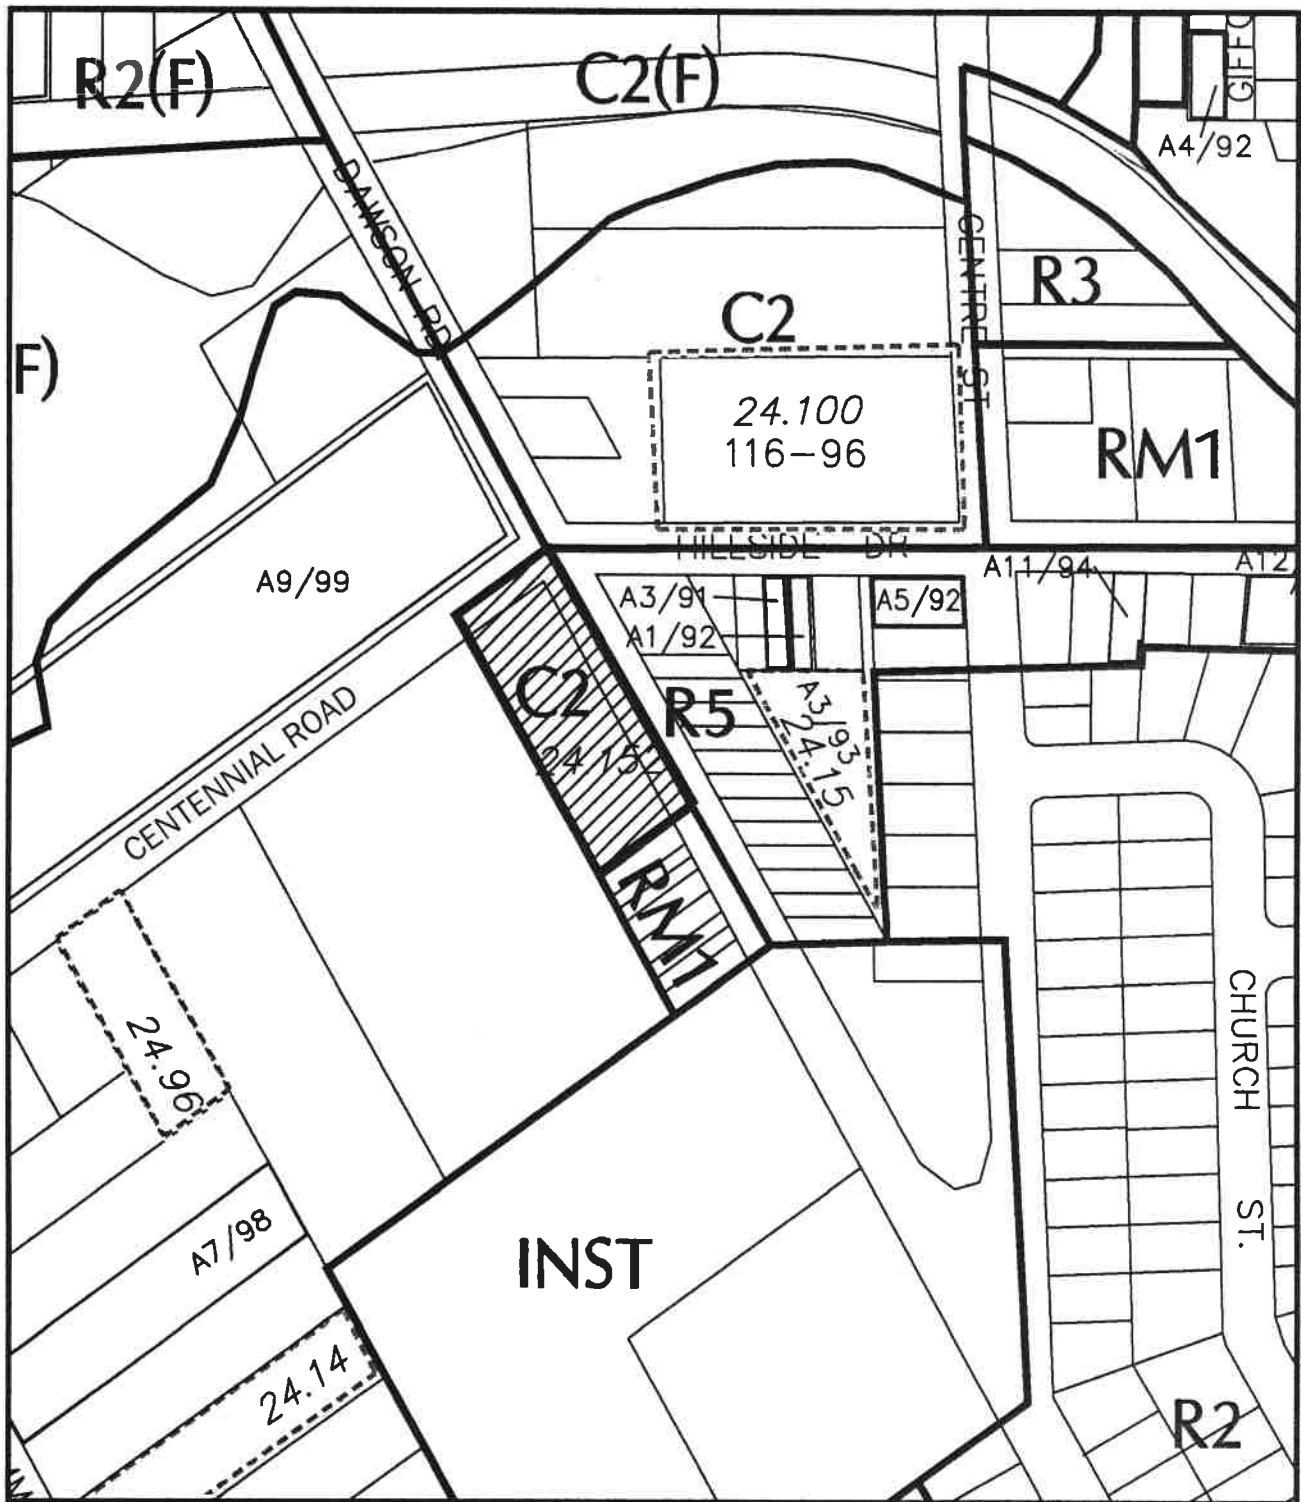 R2(F)
C2(F)
A4/92
DAWSON RD
CENTRE ST
R3
C2
F)
24.100
116-96
RM1
HILLSIDE DR
A9/99
A3/91
A1/92
A5/92
A11/94
A12/
C2
24.15
R5
A3/93
24.15
CENTENNIAL ROAD
RM1
24.96
CHURCH ST.
A7/98
INST
24.14
R2